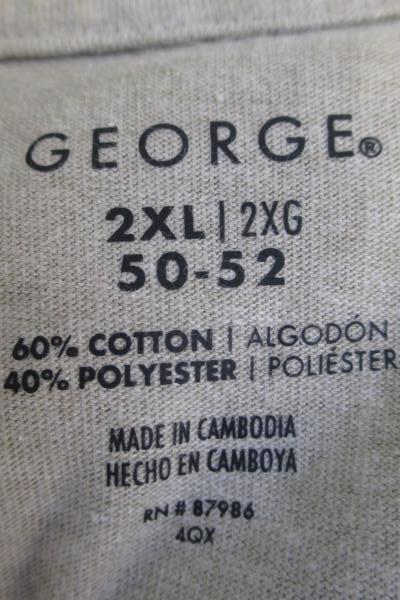 GEORGE®
2XL | 2XG
50-52
60% COTTON | ALGODÓN
40% POLYESTER | POLIÉSTER
MADE IN CAMBODIA
HECHO EN CAMBOYA
RN # 87986
4QX